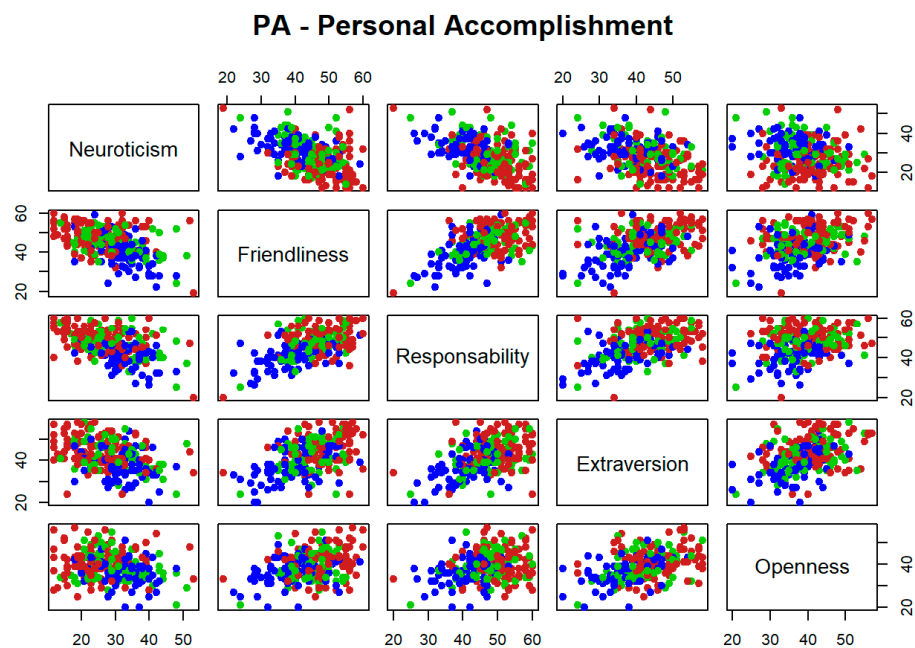 PA - Personal Accomplishment
20 30 40 50 60 20 30 40 50
Neuroticism
20 40
Friendliness
20 40 60
Responsability
40 60
Extraversion
20 40
Openness
20 40
20 30 40 50 20 30 40 50 60 20 30 40 50